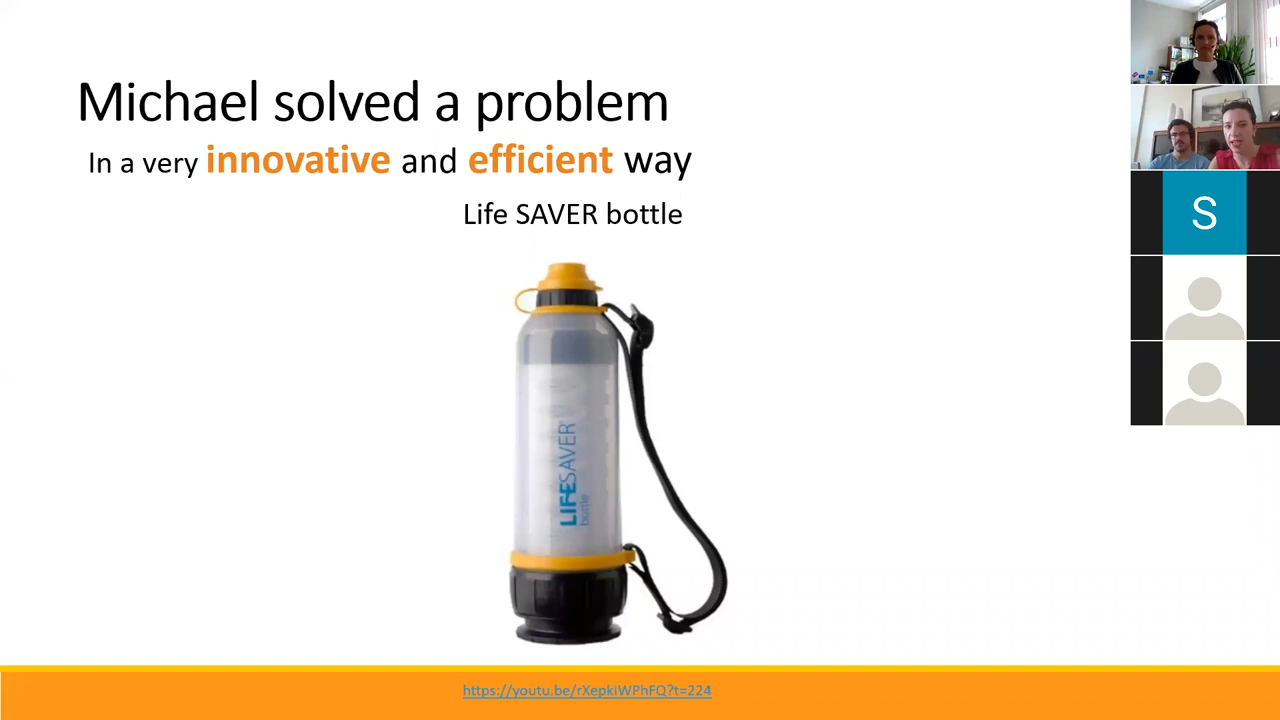 Michael solved a problem
In a very innovative and efficient way
Life SAVER bottle
LIFESAVER
bottle
https://youtu.be/rXepkIWPhFQ?t=224
S